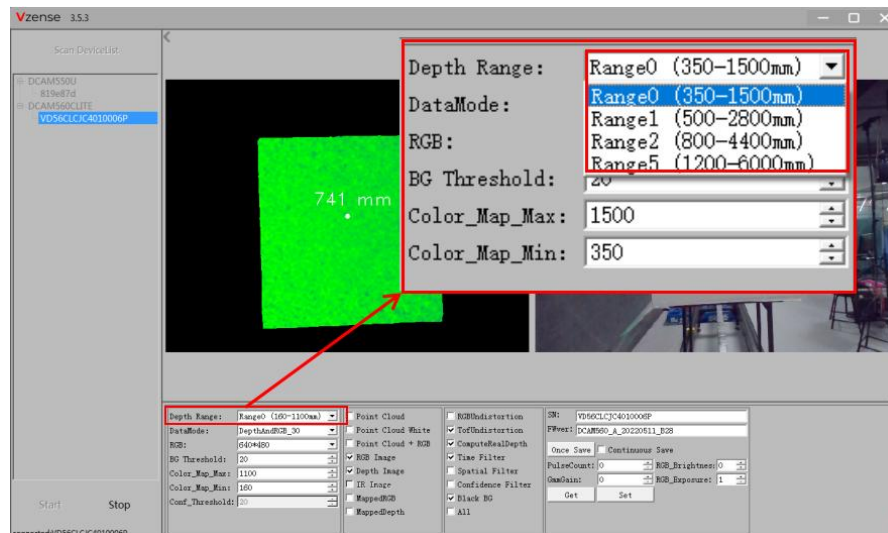 Vzense 3.5.3
Scan DeviceList
DCAM550U
819e87d
DCAM560CLITE
VD56CLCJC4010006P
741 mm
Depth Range: Range0 (350-1500mm)
Range0 (350-1500mm)
DataMode: Range1 (500-2800mm)
RGB: Range2 (800-4400mm)
Range5 (1200-6000mm)
BG Threshold: 20
Color_Map_Max: 1500
Color_Map_Min: 350
Depth Range: Range0 (160-1100mm)
DataMode: DepthAndRGB_30
RGB: 640*480
BG Threshold: 20
Color_Map_Max: 1100
Color_Map_Min: 160
Conf_Threshold: 20
Point Cloud
Point Cloud White
Point Cloud + RGB
RGB Image
Depth Image
IR Image
MappedRGB
MappedDepth
RGBUndistortion
TofUndistortion
ComputeRealDepth
Time Filter
Spatial Filter
Confidence Filter
Black BG
All
SN: VD56CLCJC4010006P
FWver: DCAM560_A_20220511_B28
Once Save Continuous Save
PulseCount: 0 RGB_Brightnes: 0
GmmGain: 0 RGB_Exposure: 1
Get Set
Start Stop